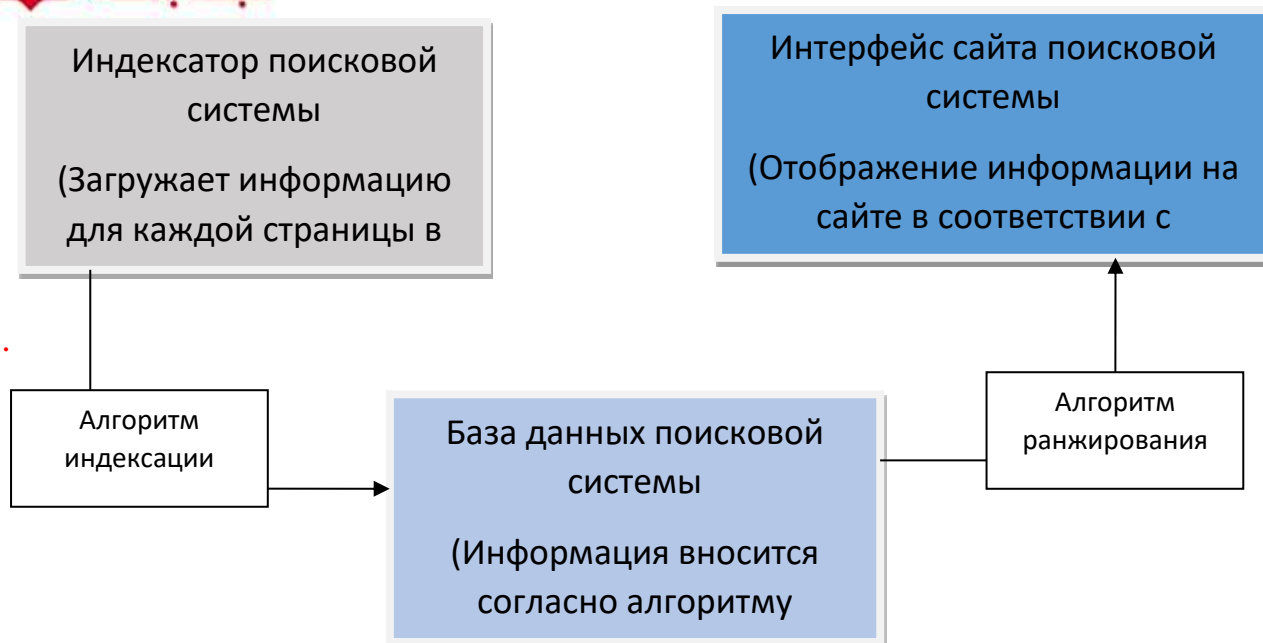 Индексатор поисковой
системы
(Загружает информацию
для каждой страницы в
Интерфейс сайта поисковой
системы
(Отображение информации на
сайте в соответствии с
Алгоритм
индексации
База данных поисковой
системы
(Информация вносится
согласно алгоритму
Алгоритм
ранжирования